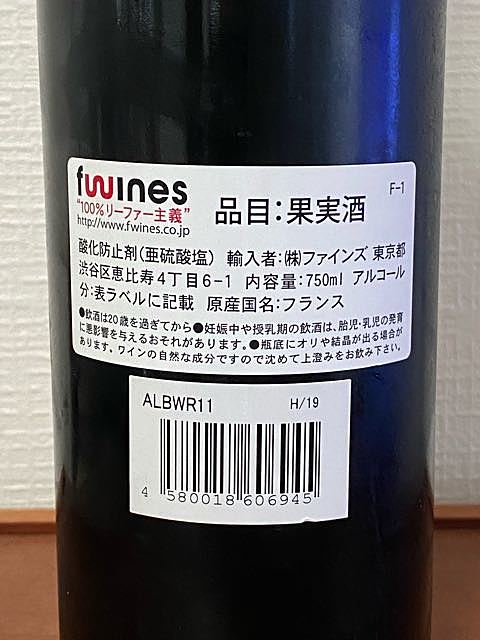 fwines
F-1
"100%リーファー主義"
http://www.fwines.co.jp
品目:果実酒
酸化防止剤(亜硫酸塩) 輸入者:㈱ファインズ 東京都
渋谷区恵比寿4丁目6-1 内容量:750ml アルコール
分:表ラベルに記載 原産国名:フランス
●飲酒は20歳を過ぎてから●妊娠中や授乳期の飲酒は、胎児・乳児の発育
に悪影響を与えるおそれがあります。●瓶底にオリや結晶が出る場合が
あります。ワインの自然な成分ですので沈めて上澄みをお飲み下さい。
ALBWR11 H/19
4 580018 606945